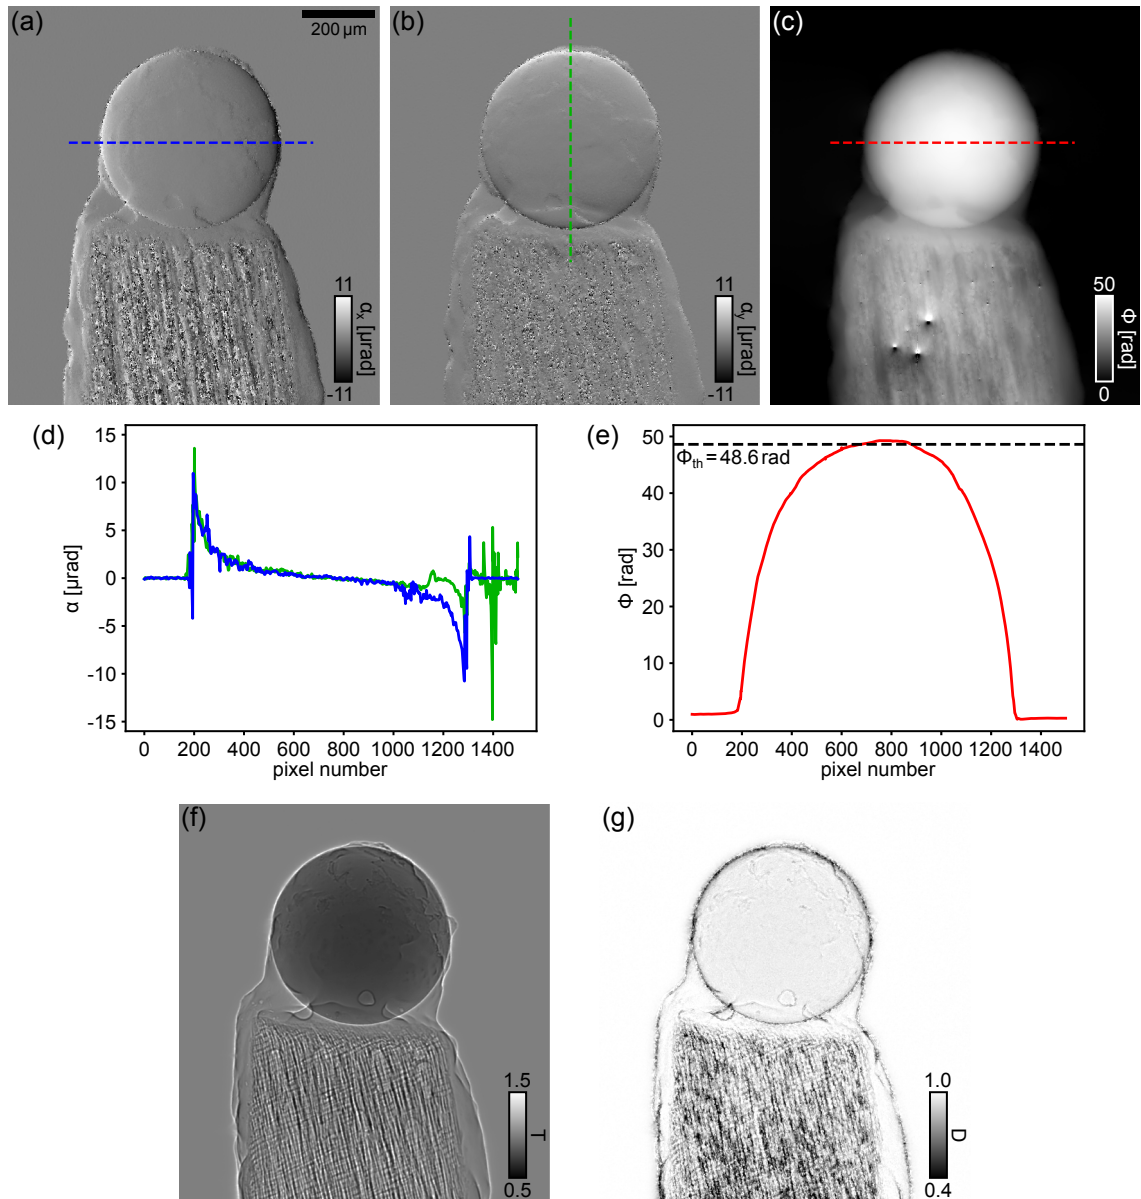 (a)
200 µm
11
αx [µrad]
-11
(b)
11
αy [µrad]
-11
(c)
50
Φ [rad]
0
(d)
15
10
5
0
-5
-10
-15
α [µrad]
0 200 400 600 800 1000 1200 1400
pixel number
(e)
50
40
30
20
10
0
Φ [rad]
Φth = 48.6 rad
0 200 400 600 800 1000 1200 1400
pixel number
(f)
1.5
T
0.5
(g)
1.0
D
0.4